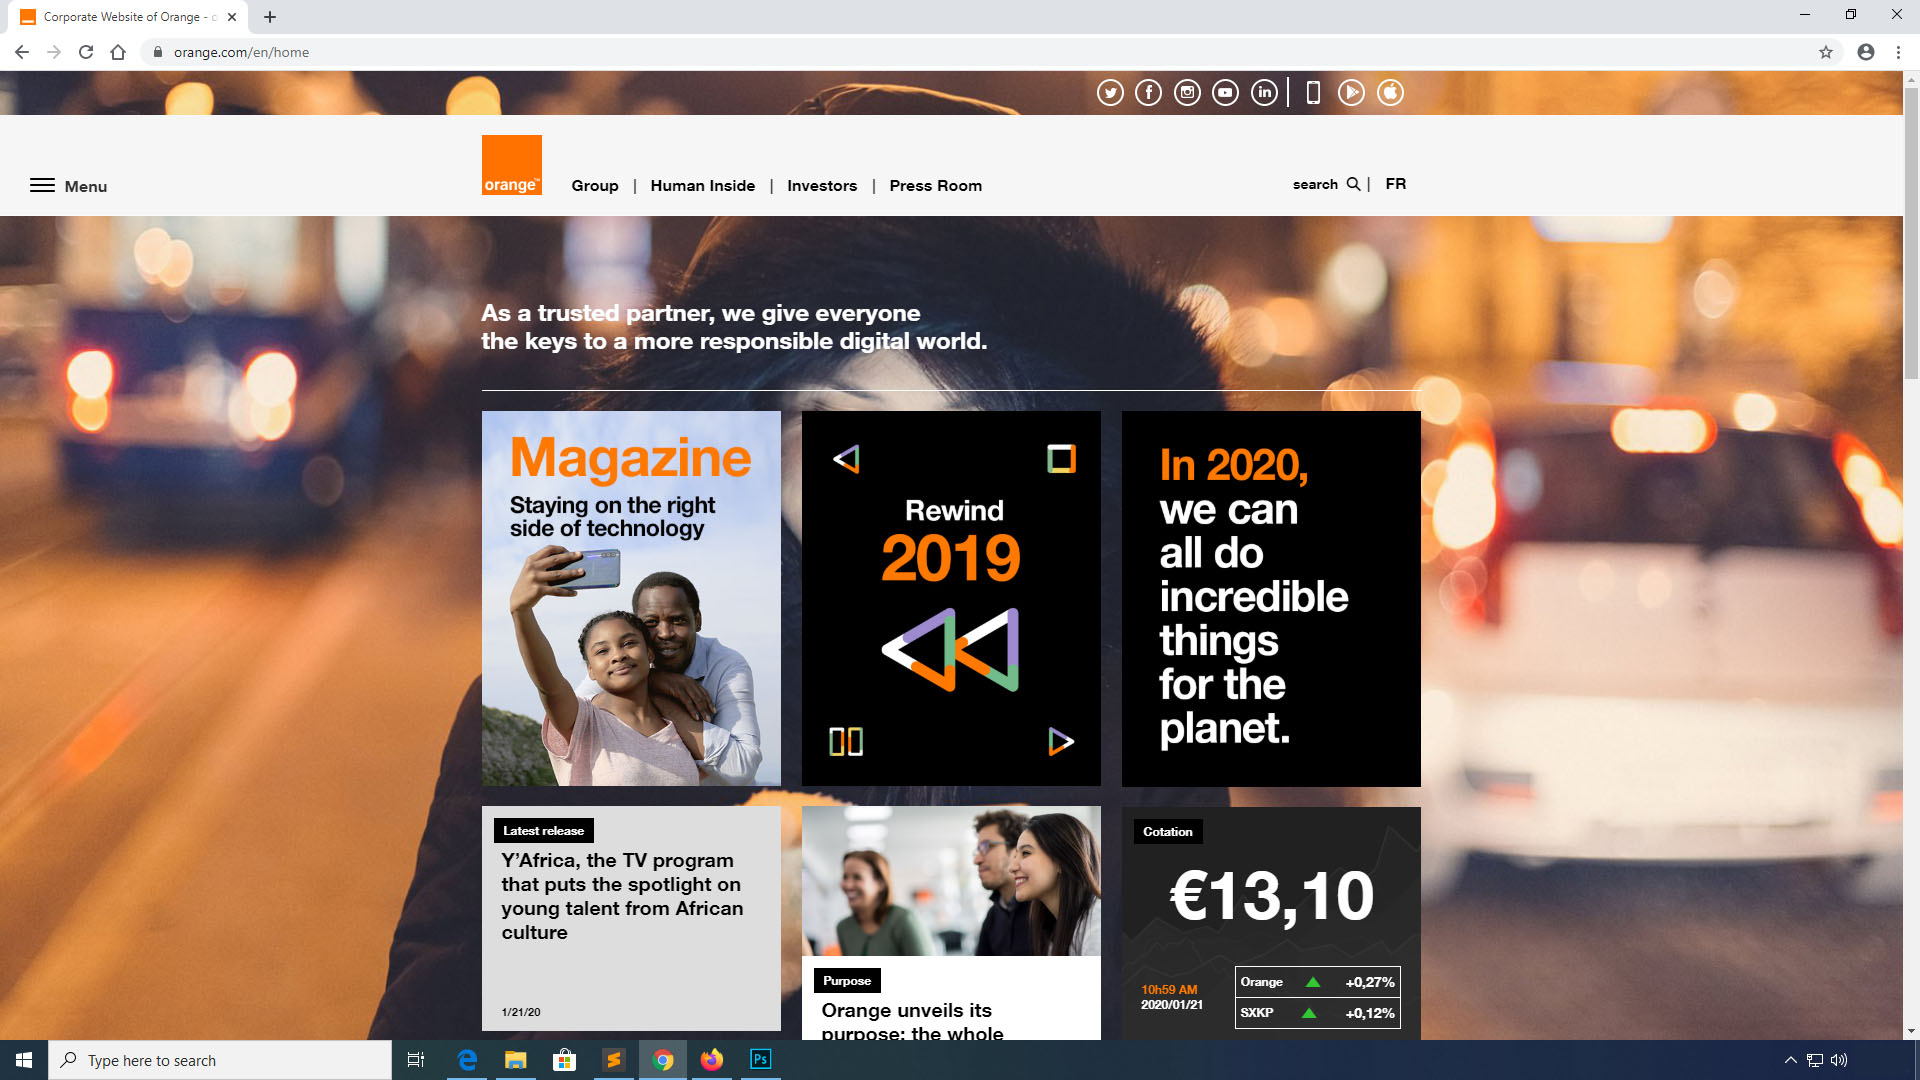 Corporate Website of Orange - o
orange.com/en/home
Menu
orange™
Group | Human Inside | Investors | Press Room
search | FR
As a trusted partner, we give everyone
the keys to a more responsible digital world.
Magazine
Staying on the right
side of technology
Rewind
2019
In 2020,
we can
all do
incredible
things
for the
planet.
Latest release
Y’Africa, the TV program
that puts the spotlight on
young talent from African
culture
1/21/20
Purpose
Orange unveils its
purpose: the whole
Cotation
€13,10
10h59 AM
2020/01/21
Orange +0,27%
SXKP +0,12%
Type here to search
Ps